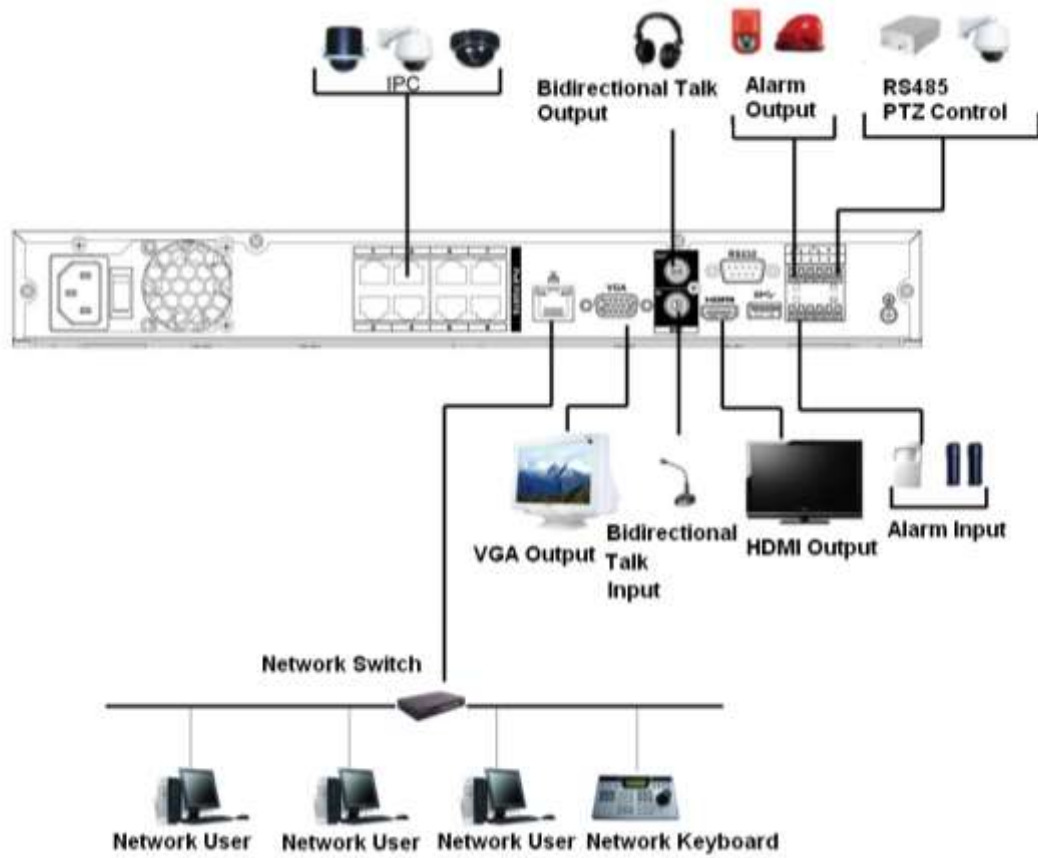 IPC
Bidirectional Talk
Output
Alarm
Output
RS485
PTZ Control
RS232
VGA
HDMI
VGA Output
Bidirectional
Talk
Input
HDMI Output
Alarm Input
Network Switch
Network User
Network User
Network User
Network Keyboard